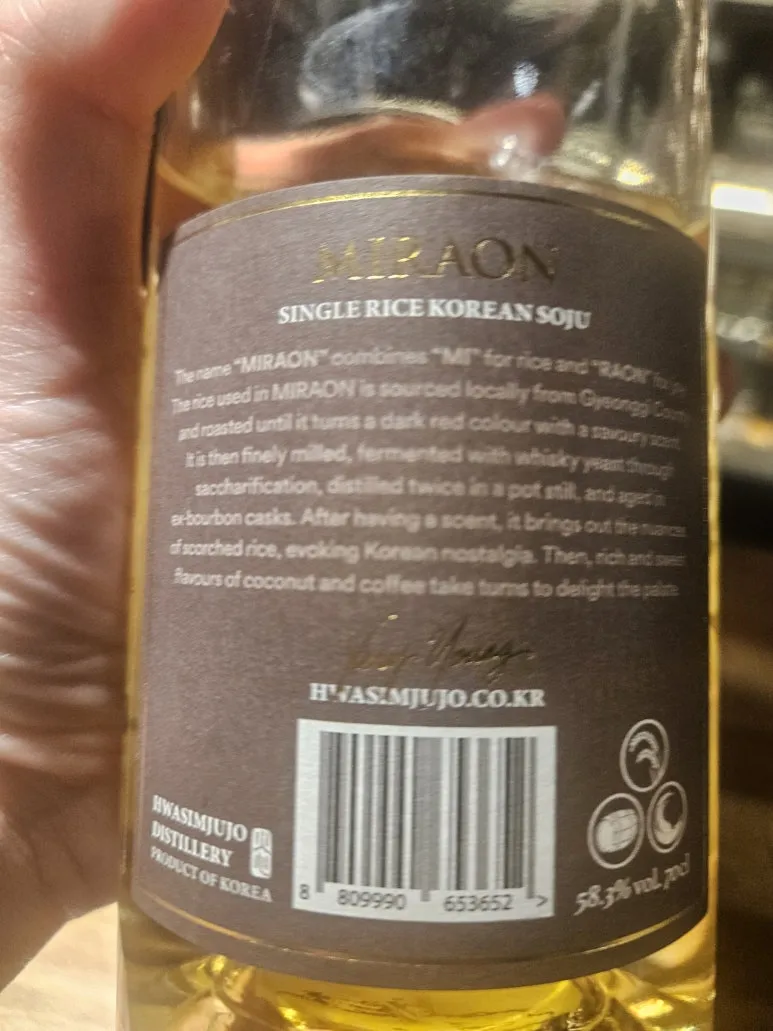 MIRAON
SINGLE RICE KOREAN SOJU
The name "MIRAON" combines "MI" for rice and "RAON" for joy.
The rice used in MIRAON is sourced locally from Gyeonggi County
and roasted until it turns a dark red colour with a savoury scent.
It is then finely milled, fermented with whisky yeast through
saccharification, distilled twice in a pot still, and aged in
ex-bourbon casks. After having a scent, it brings out the nuances
of scorched rice, evoking Korean nostalgia. Then, rich and sweet
flavours of coconut and coffee take turns to delight the palate.
Young
HWASIMJUJO.CO.KR
HWASIMJUJO
DISTILLERY
PRODUCT OF KOREA
8 809990 653652 >
58.3% vol. 70cl